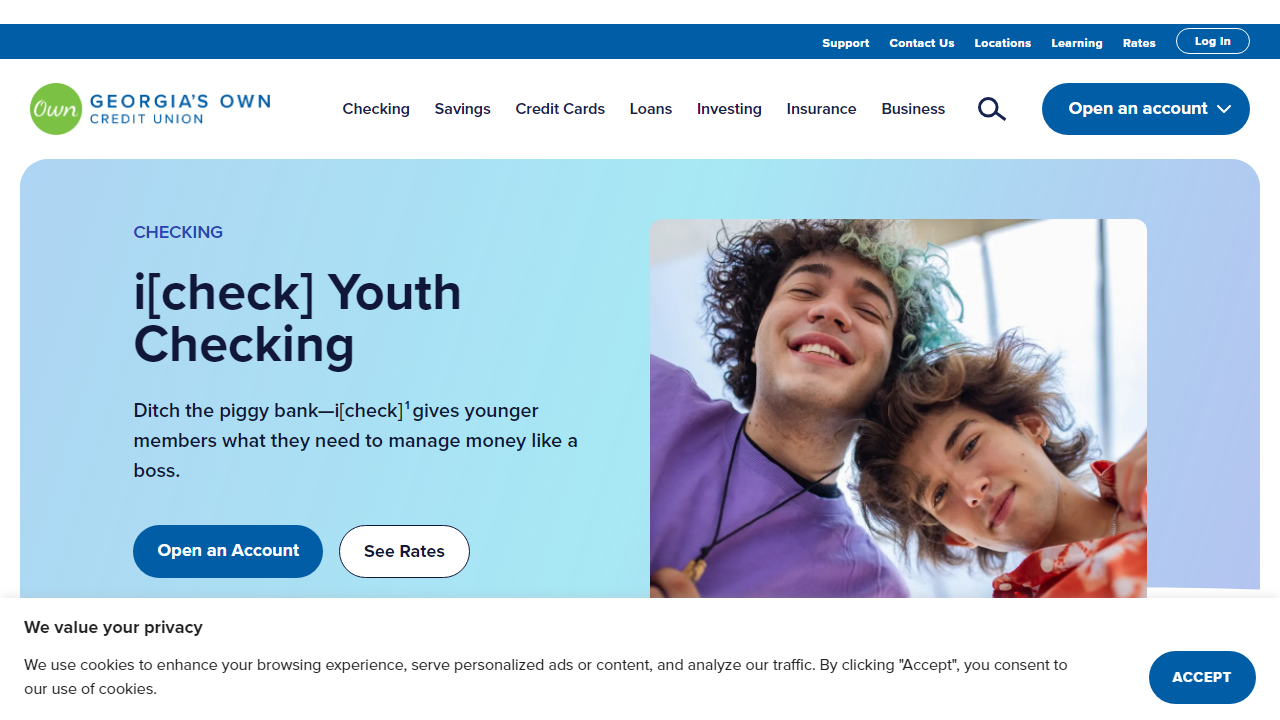 Support Contact Us Locations Learning Rates Log In
Own GEORGIA'S OWN
CREDIT UNION
Checking Savings Credit Cards Loans Investing Insurance Business Open an account
CHECKING
i[check] Youth
Checking
Ditch the piggy bank—i[check]¹ gives younger
members what they need to manage money like a
boss.
Open an Account See Rates
We value your privacy
We use cookies to enhance your browsing experience, serve personalized ads or content, and analyze our traffic. By clicking "Accept", you consent to
our use of cookies.
ACCEPT